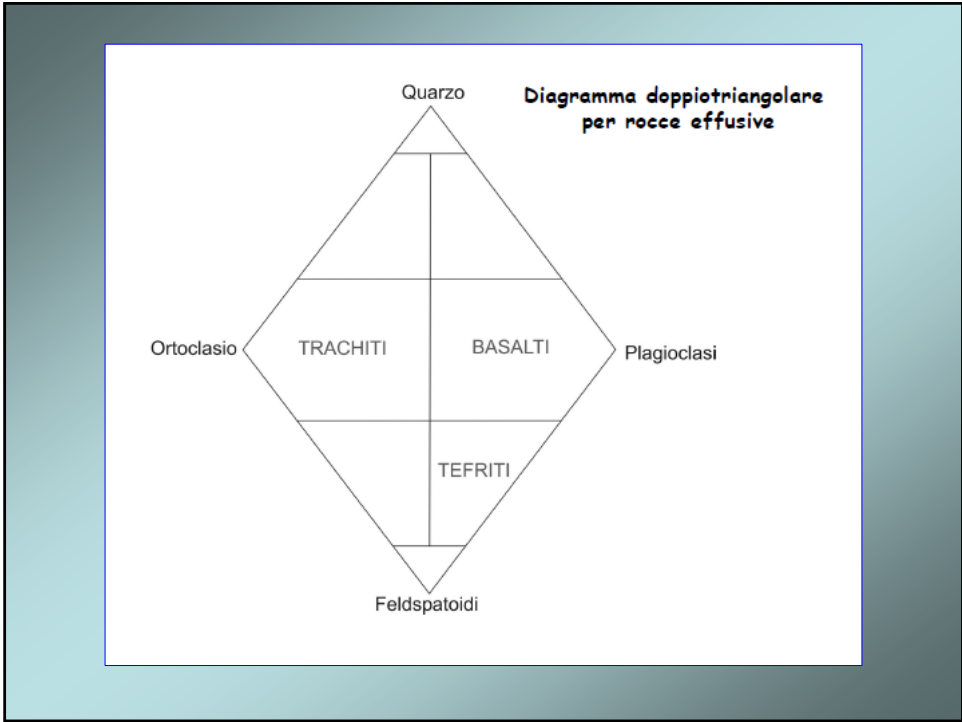 Quarzo
Diagramma doppiotriangolare
per rocce effusive
Ortoclasio
TRACHITI
BASALTI
Plagioclasi
TEFRITI
Feldspatoidi